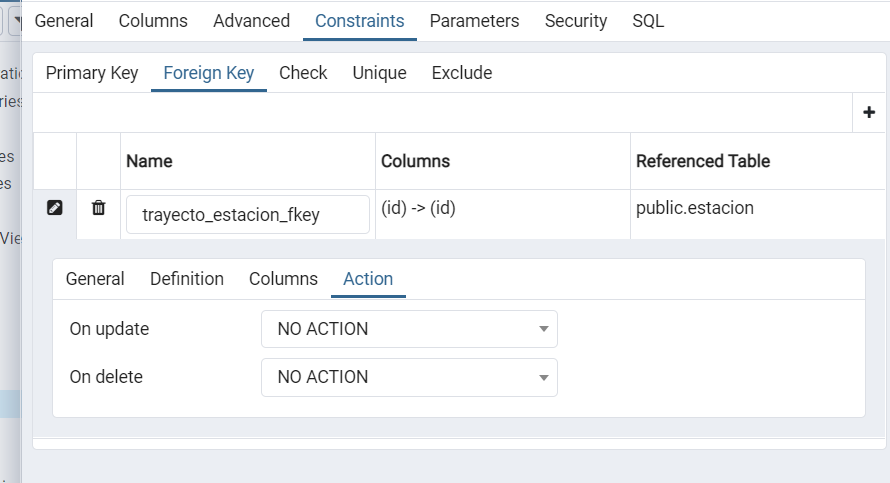 General Columns Advanced Constraints Parameters Security SQL
Primary Key Foreign Key Check Unique Exclude
+
Name Columns Referenced Table
trayecto_estacion_fkey (id) -> (id) public.estacion
General Definition Columns Action
On update NO ACTION
On delete NO ACTION